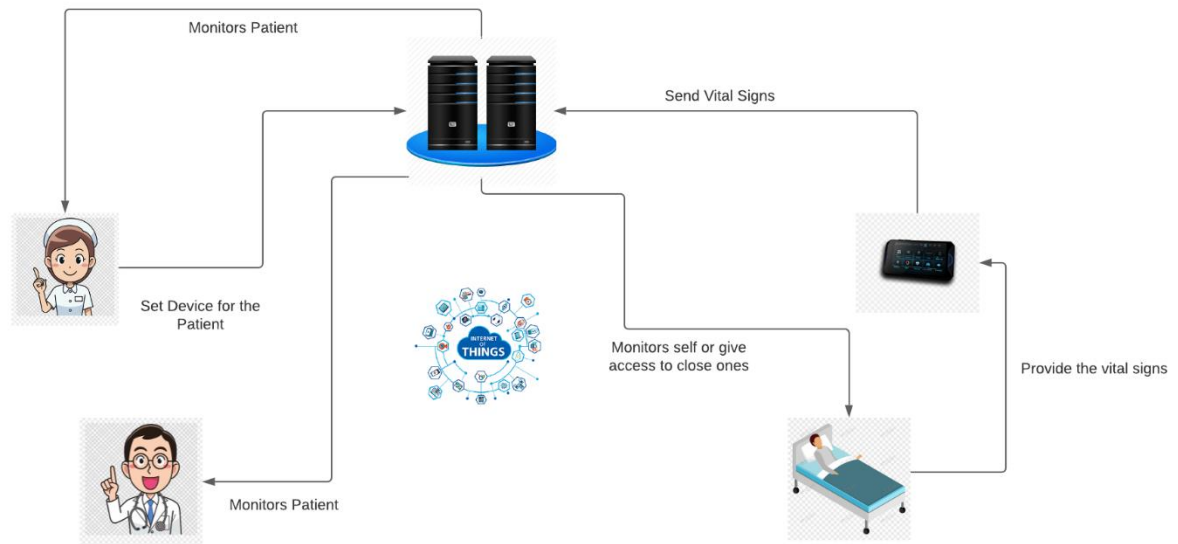 Monitors Patient
Send Vital Signs
Set Device for the
Patient
INTERNET
OF
THINGS
Monitors self or give
access to close ones
Provide the vital signs
Monitors Patient